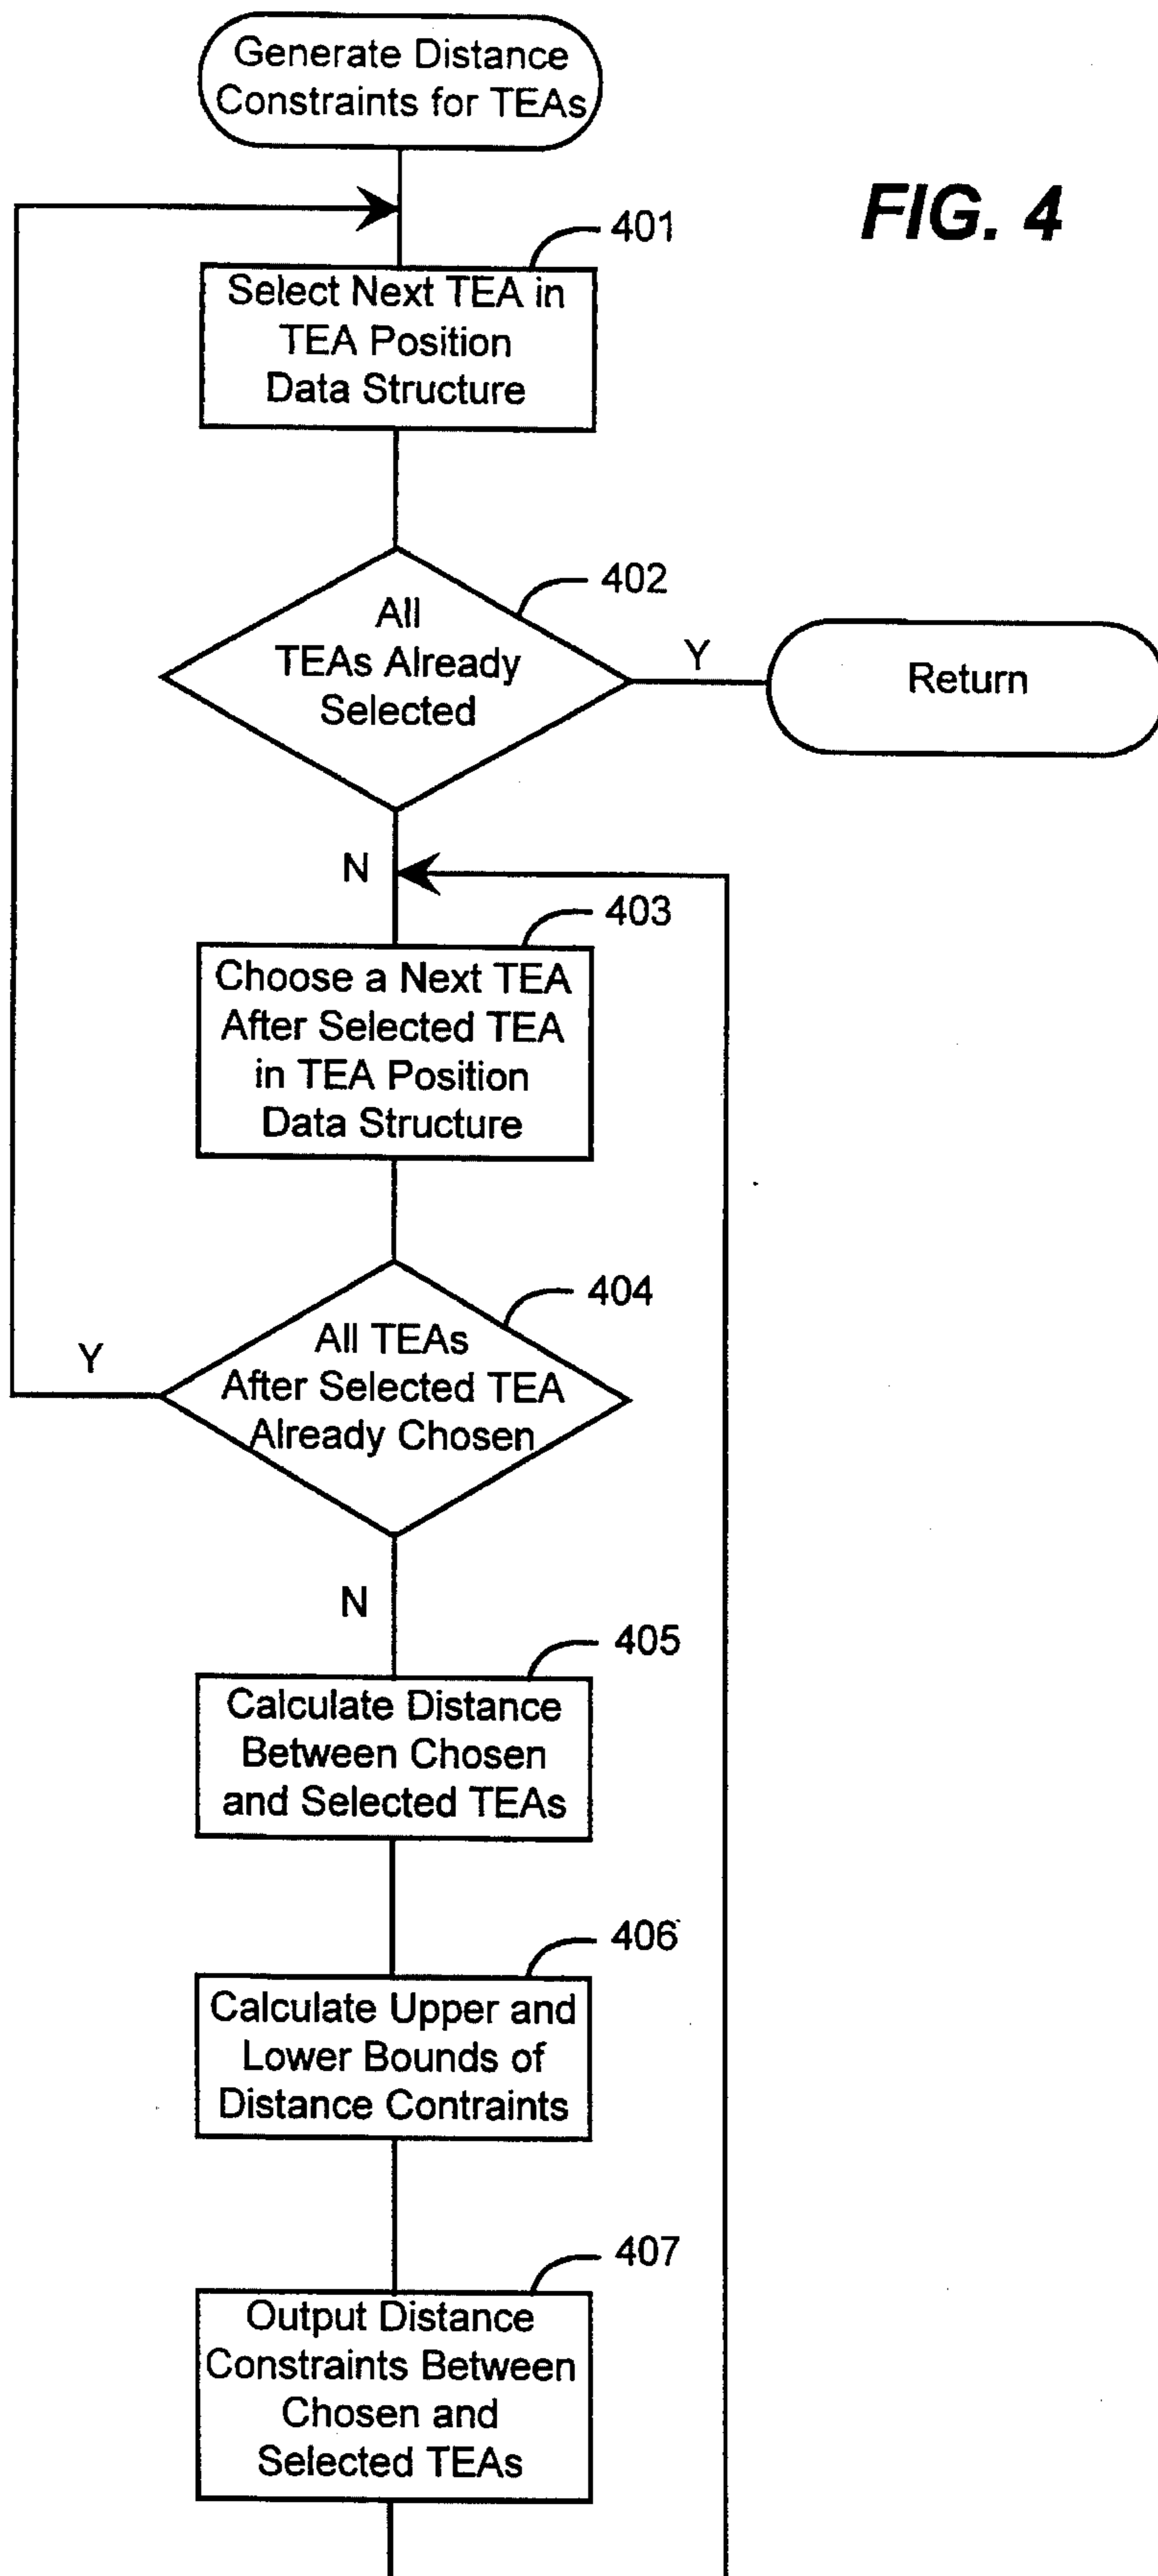 Generate Distance
Constraints for TEAs
FIG. 4
401
Select Next TEA in
TEA Position
Data Structure
402
All
TEAs Already
Selected
Y
Return
N
403
Choose a Next TEA
After Selected TEA
in TEA Position
Data Structure
404
All TEAs
After Selected TEA
Already Chosen
Y
N
405
Calculate Distance
Between Chosen
and Selected TEAs
406
Calculate Upper and
Lower Bounds of
Distance Contraints
407
Output Distance
Constraints Between
Chosen and
Selected TEAs